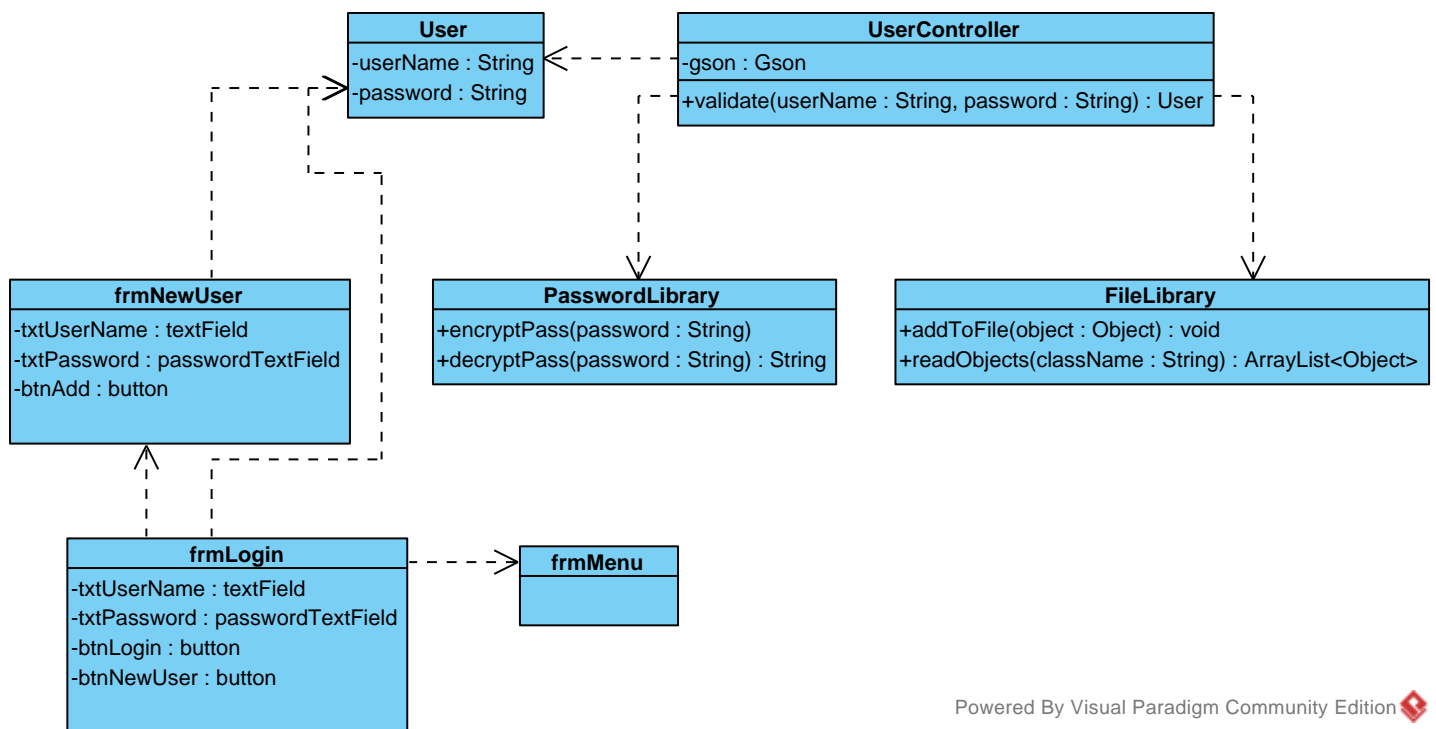 User
-userName : String
-password : String
UserController
-gson : Gson
+validate(userName : String, password : String) : User
frmNewUser
-txtUserName : textField
-txtPassword : passwordTextField
-btnAdd : button
PasswordLibrary
+encryptPass(password : String)
+decryptPass(password : String) : String
FileLibrary
+addToFile(object : Object) : void
+readObjects(className : String) : ArrayList<Object>
frmLogin
-txtUserName : textField
-txtPassword : passwordTextField
-btnLogin : button
-btnNewUser : button
frmMenu
Powered By Visual Paradigm Community Edition